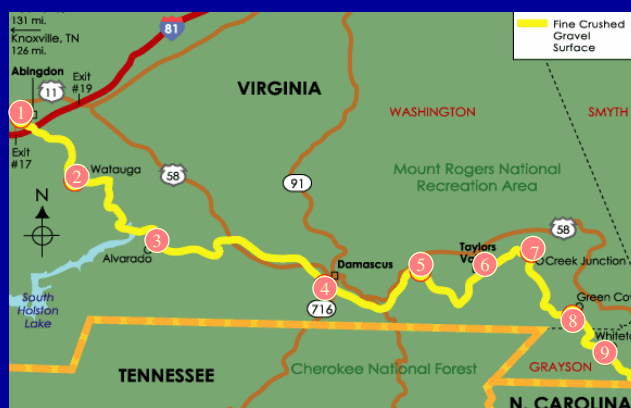 131 mi.
Knoxville, TN
126 mi.
81
Fine Crushed
Gravel
Surface
Abingdon
Exit
#19
11
VIRGINIA
WASHINGTON
SMYTH
1
Exit
#17
2
Watauga
58
91
Mount Rogers National
Recreation Area
N
3
Alvarado
58
Taylors
5
6
7
Creek Junction
Damascus
4
716
South
Holston
Lake
Green Cov
8
Whiteto
9
TENNESSEE
Cherokee National Forest
GRAYSON
N. CAROLINA